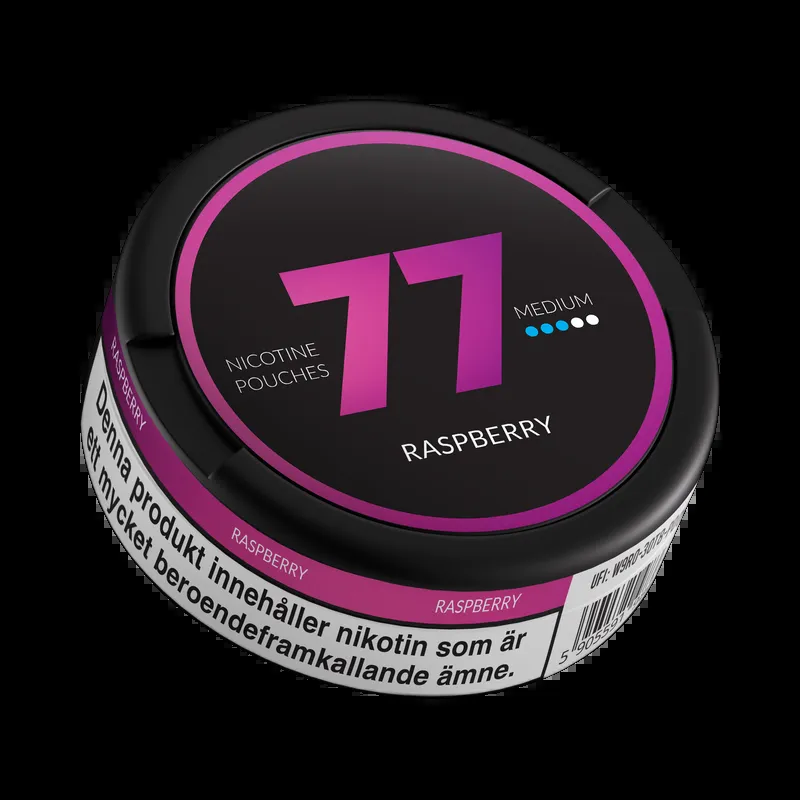 77
NICOTINE
POUCHES
MEDIUM
RASPBERRY
RASPBERRY
RASPBERRY
RASPBERRY
Denna produkt innehåller nikotin som är
ett mycket beroendeframkallande ämne.